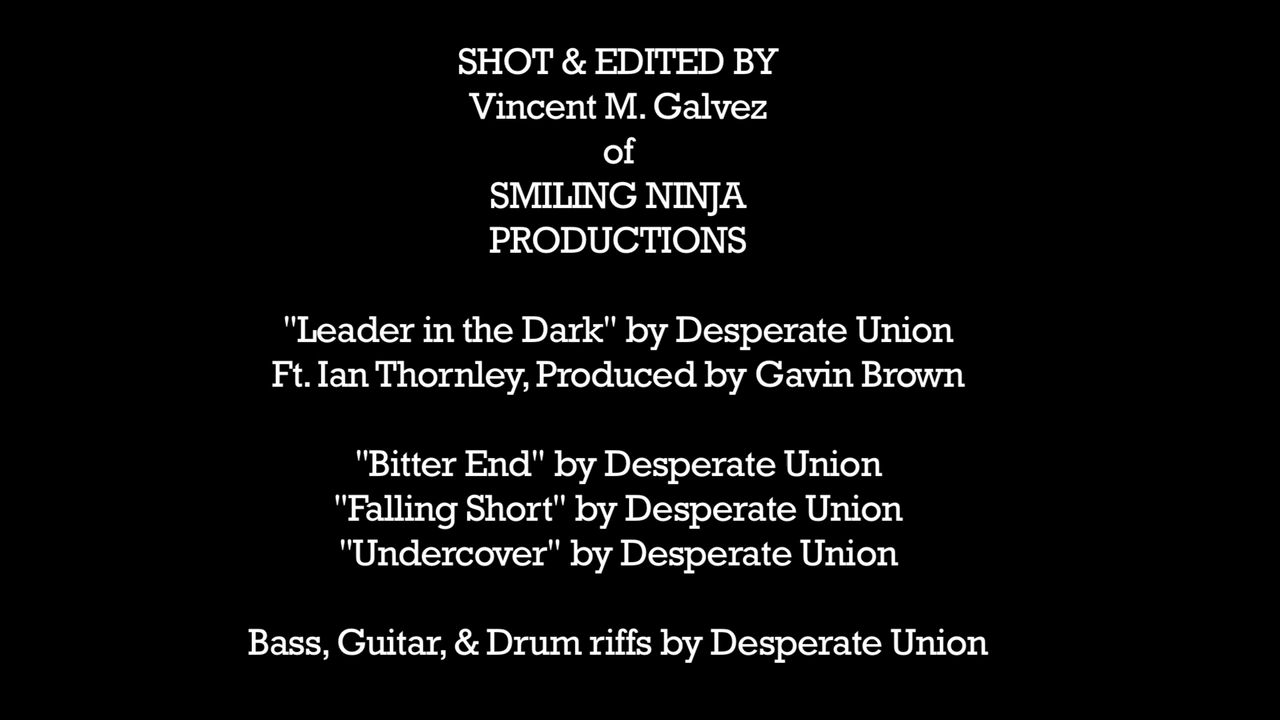 SHOT & EDITED BY
Vincent M. Galvez
of
SMILING NINJA
PRODUCTIONS
"Leader in the Dark" by Desperate Union
Ft. Ian Thornley, Produced by Gavin Brown
"Bitter End" by Desperate Union
"Falling Short" by Desperate Union
"Undercover" by Desperate Union
Bass, Guitar, & Drum riffs by Desperate Union